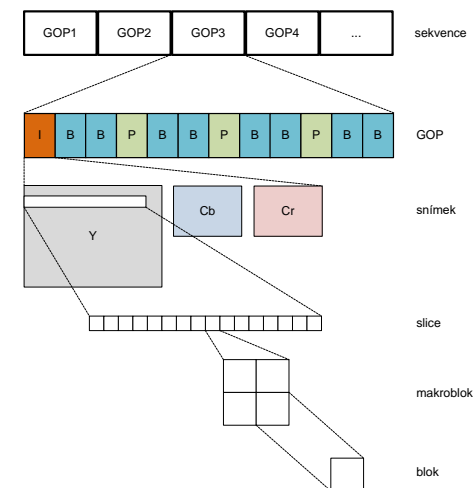 GOP1 GOP2 GOP3 GOP4 ... sekvence
I B B P B B P B B P B B GOP
Cb Cr snímek
Y
slice
makroblok
blok